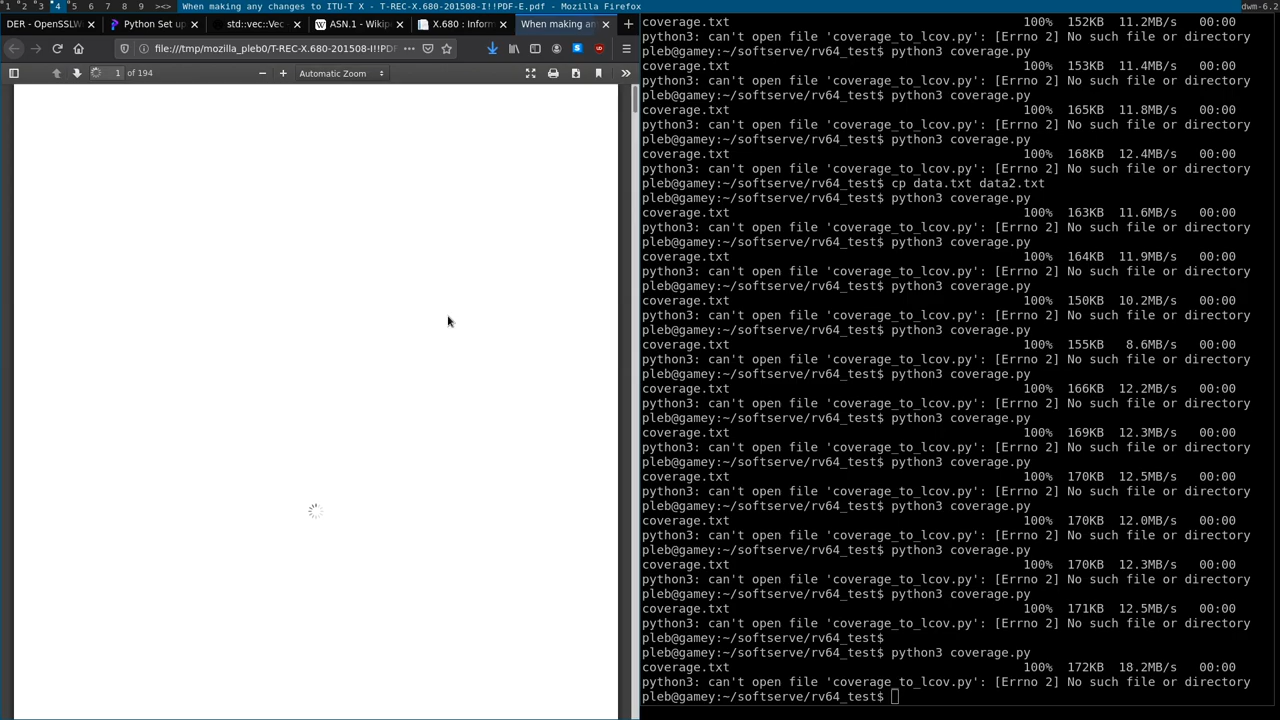 1 2 3 4 5 6 7 8 9 >< > When making any changes to ITU-T X - T-REC-X.680-201508-I!!PDF-E.pdf - Mozilla Firefox dwm-6.2
DER - OpenSSLW Python Set up std::vec::Vec ASN.1 - Wikip X.680 : Inform When making an
file:///tmp/mozilla_pleb0/T-REC-X.680-201508-I!!PDF
1 of 194 Automatic Zoom
coverage.txt 100% 152KB 11.2MB/s 00:00
python3: can't open file 'coverage_to_lcov.py': [Errno 2] No such file or directory
pleb@gamey:~/softserve/rv64_test$ python3 coverage.py
coverage.txt 100% 153KB 11.4MB/s 00:00
python3: can't open file 'coverage_to_lcov.py': [Errno 2] No such file or directory
pleb@gamey:~/softserve/rv64_test$ python3 coverage.py
coverage.txt 100% 165KB 11.8MB/s 00:00
python3: can't open file 'coverage_to_lcov.py': [Errno 2] No such file or directory
pleb@gamey:~/softserve/rv64_test$ python3 coverage.py
coverage.txt 100% 168KB 12.4MB/s 00:00
python3: can't open file 'coverage_to_lcov.py': [Errno 2] No such file or directory
pleb@gamey:~/softserve/rv64_test$ cp data.txt data2.txt
pleb@gamey:~/softserve/rv64_test$ python3 coverage.py
coverage.txt 100% 163KB 11.6MB/s 00:00
python3: can't open file 'coverage_to_lcov.py': [Errno 2] No such file or directory
pleb@gamey:~/softserve/rv64_test$ python3 coverage.py
coverage.txt 100% 164KB 11.9MB/s 00:00
python3: can't open file 'coverage_to_lcov.py': [Errno 2] No such file or directory
pleb@gamey:~/softserve/rv64_test$ python3 coverage.py
coverage.txt 100% 150KB 10.2MB/s 00:00
python3: can't open file 'coverage_to_lcov.py': [Errno 2] No such file or directory
pleb@gamey:~/softserve/rv64_test$ python3 coverage.py
coverage.txt 100% 155KB 8.6MB/s 00:00
python3: can't open file 'coverage_to_lcov.py': [Errno 2] No such file or directory
pleb@gamey:~/softserve/rv64_test$ python3 coverage.py
coverage.txt 100% 166KB 12.2MB/s 00:00
python3: can't open file 'coverage_to_lcov.py': [Errno 2] No such file or directory
pleb@gamey:~/softserve/rv64_test$ python3 coverage.py
coverage.txt 100% 169KB 12.3MB/s 00:00
python3: can't open file 'coverage_to_lcov.py': [Errno 2] No such file or directory
pleb@gamey:~/softserve/rv64_test$ python3 coverage.py
coverage.txt 100% 170KB 12.5MB/s 00:00
python3: can't open file 'coverage_to_lcov.py': [Errno 2] No such file or directory
pleb@gamey:~/softserve/rv64_test$ python3 coverage.py
coverage.txt 100% 170KB 12.0MB/s 00:00
python3: can't open file 'coverage_to_lcov.py': [Errno 2] No such file or directory
pleb@gamey:~/softserve/rv64_test$ python3 coverage.py
coverage.txt 100% 170KB 12.3MB/s 00:00
python3: can't open file 'coverage_to_lcov.py': [Errno 2] No such file or directory
pleb@gamey:~/softserve/rv64_test$ python3 coverage.py
coverage.txt 100% 171KB 12.5MB/s 00:00
python3: can't open file 'coverage_to_lcov.py': [Errno 2] No such file or directory
pleb@gamey:~/softserve/rv64_test$
pleb@gamey:~/softserve/rv64_test$ python3 coverage.py
coverage.txt 100% 172KB 18.2MB/s 00:00
python3: can't open file 'coverage_to_lcov.py': [Errno 2] No such file or directory
pleb@gamey:~/softserve/rv64_test$